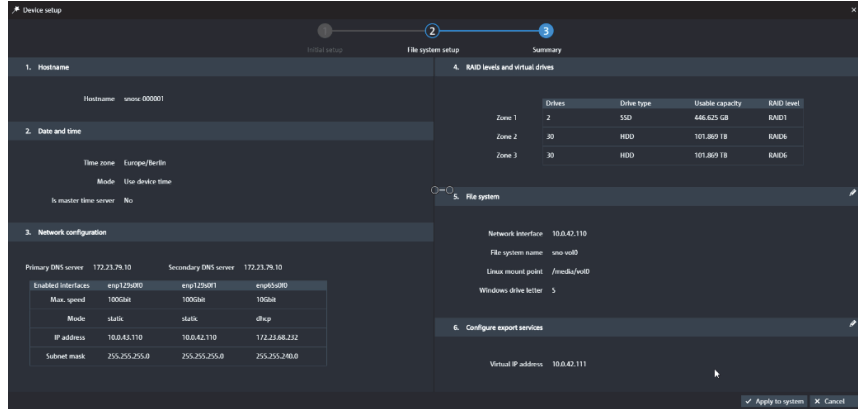 Device setup
1 2 3
Initial setup File system setup Summary
1. Hostname
Hostname snosc-000001
2. Date and time
Time zone Europe/Berlin
Mode Use device time
Is master time server No
3. Network configuration
Primary DNS server 172.23.79.10 Secondary DNS server 172.23.79.10
Enabled Interfaces enp129s0f0 enp129s0f1 enp65s0f0
Max. speed 100Gbit 100Gbit 10Gbit
Mode static static dhcp
IP address 10.0.43.110 10.0.42.110 172.23.68.232
Subnet mask 255.255.255.0 255.255.255.0 255.255.240.0
4. RAID levels and virtual drives
Drives Drive type Usable capacity RAID level
Zone 1 2 SSD 446.625 GB RAID1
Zone 2 30 HDD 101.869 TB RAID6
Zone 3 30 HDD 101.869 TB RAID6
5. File system
Network interface 10.0.42.110
File system name sno-vol0
Linux mount point /media/vol0
Windows drive letter S
6. Configure export services
Virtual IP address 10.0.42.111
Apply to system Cancel